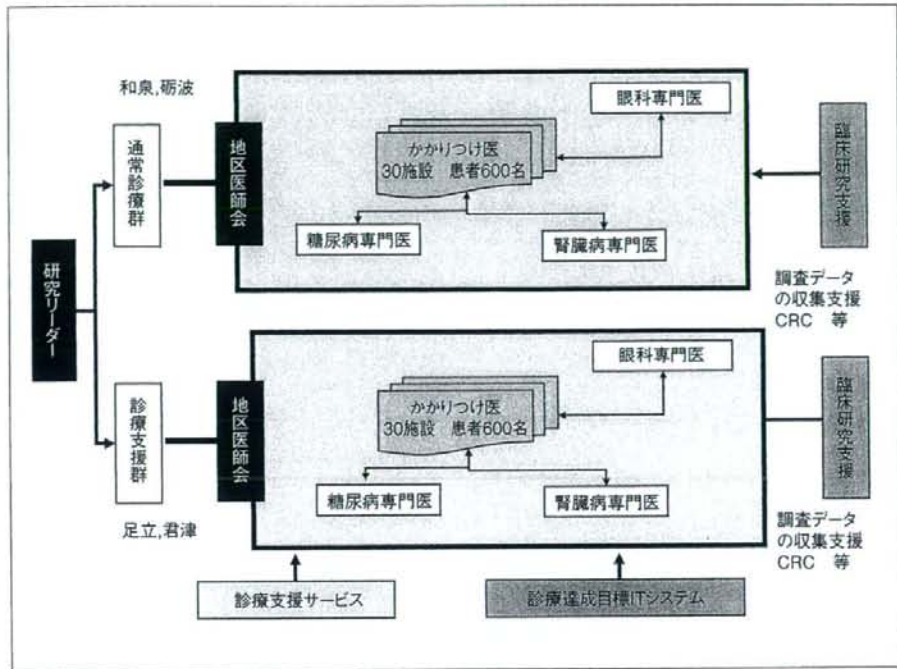 和泉,砺波
通常診療群
地区医師会
眼科専門医
かかりつけ医
30施設　患者600名
糖尿病専門医
腎臓病専門医
臨床研究支援
調査データ
の収集支援
CRC　等
研究リーダー
診療支援群
足立,君津
地区医師会
眼科専門医
かかりつけ医
30施設　患者600名
糖尿病専門医
腎臓病専門医
臨床研究支援
調査データ
の収集支援
CRC　等
診療支援サービス
診療達成目標ITシステム